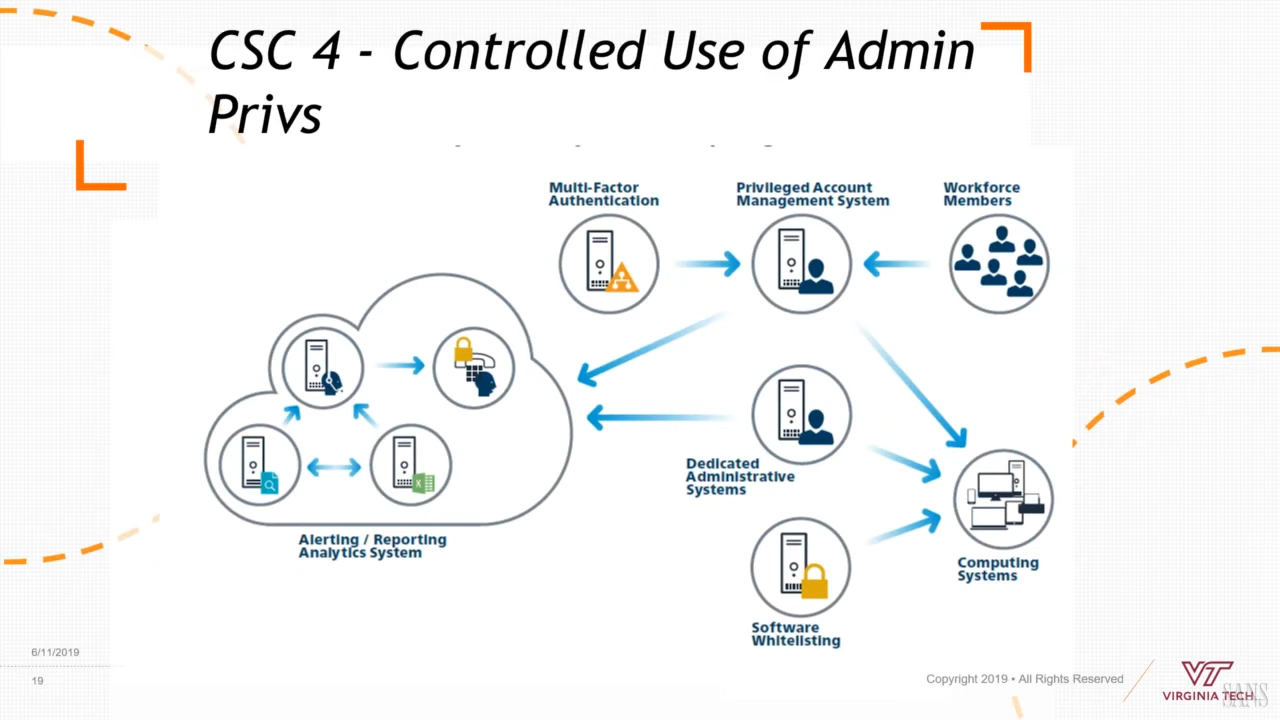 CSC 4 - Controlled Use of Admin
Privs
Multi-Factor
Authentication
Privileged Account
Management System
Workforce
Members
Dedicated
Administrative
Systems
Alerting / Reporting
Analytics System
Computing
Systems
Software
Whitelisting
6/11/2019
19
Copyright 2019 • All Rights Reserved
VT
VIRGINIA TECH
SANS